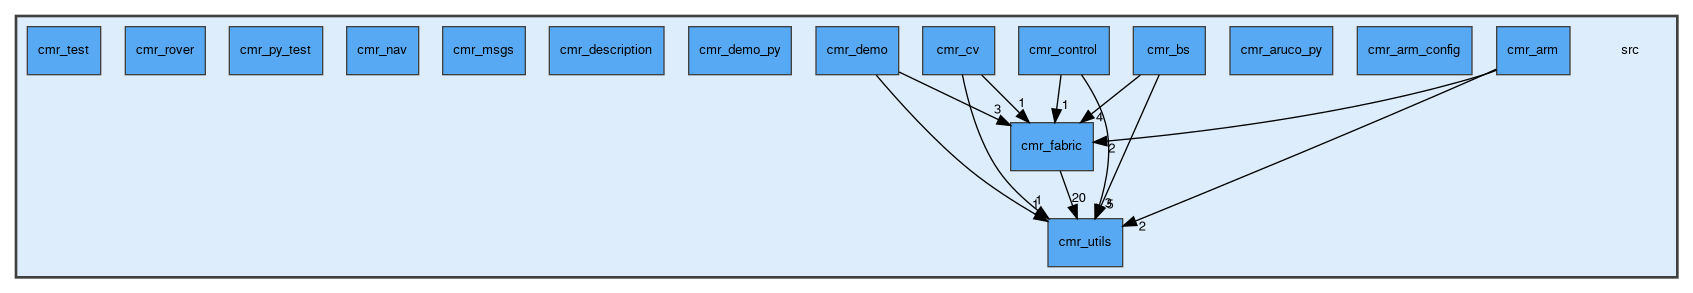 cmr_test
cmr_rover
cmr_py_test
cmr_nav
cmr_msgs
cmr_description
cmr_demo_py
cmr_demo
cmr_cv
cmr_control
cmr_bs
cmr_aruco_py
cmr_arm_config
cmr_arm
src
3
1
1
4
2
cmr_fabric
20
1
1
3
5
2
cmr_utils